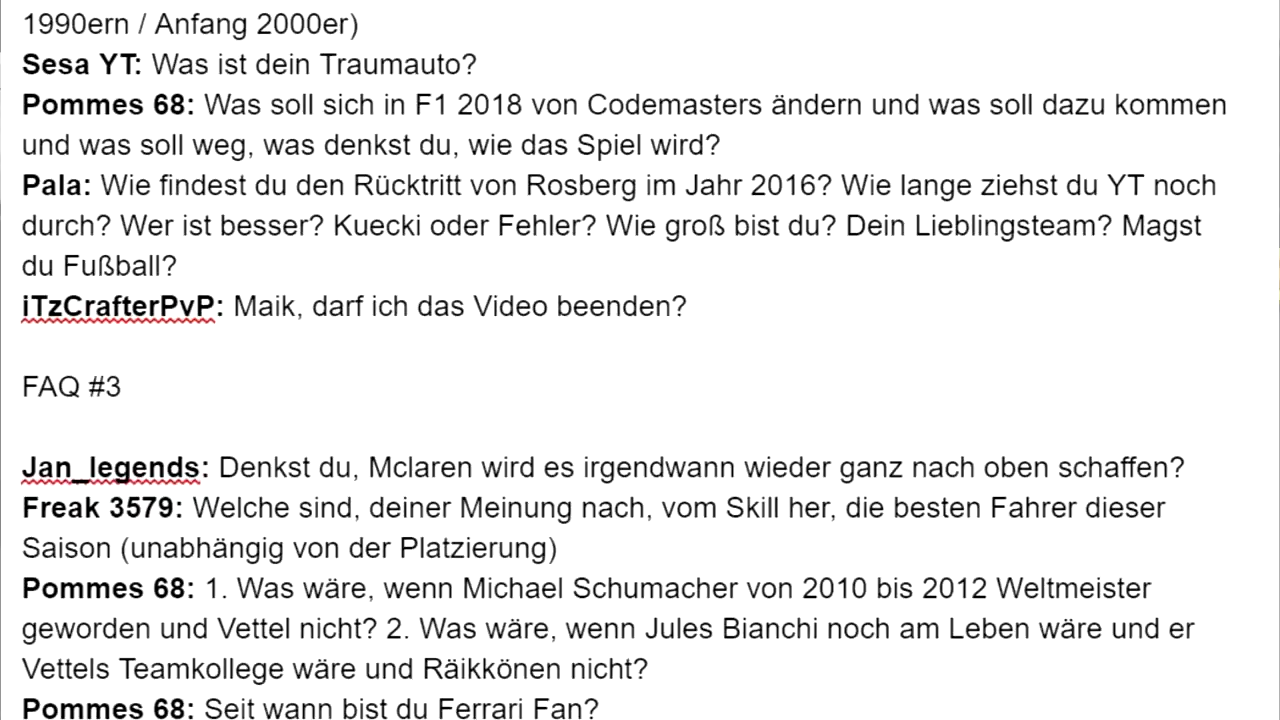 1990ern / Anfang 2000er)
Sesa YT: Was ist dein Traumauto?
Pommes 68: Was soll sich in F1 2018 von Codemasters ändern und was soll dazu kommen
und was soll weg, was denkst du, wie das Spiel wird?
Pala: Wie findest du den Rücktritt von Rosberg im Jahr 2016? Wie lange ziehst du YT noch
durch? Wer ist besser? Kuecki oder Fehler? Wie groß bist du? Dein Lieblingsteam? Magst
du Fußball?
iTzCrafterPvP: Maik, darf ich das Video beenden?
FAQ #3
Jan_legends: Denkst du, Mclaren wird es irgendwann wieder ganz nach oben schaffen?
Freak 3579: Welche sind, deiner Meinung nach, vom Skill her, die besten Fahrer dieser
Saison (unabhängig von der Platzierung)
Pommes 68: 1. Was wäre, wenn Michael Schumacher von 2010 bis 2012 Weltmeister
geworden und Vettel nicht? 2. Was wäre, wenn Jules Bianchi noch am Leben wäre und er
Vettels Teamkollege wäre und Räikkönen nicht?
Pommes 68: Seit wann bist du Ferrari Fan?